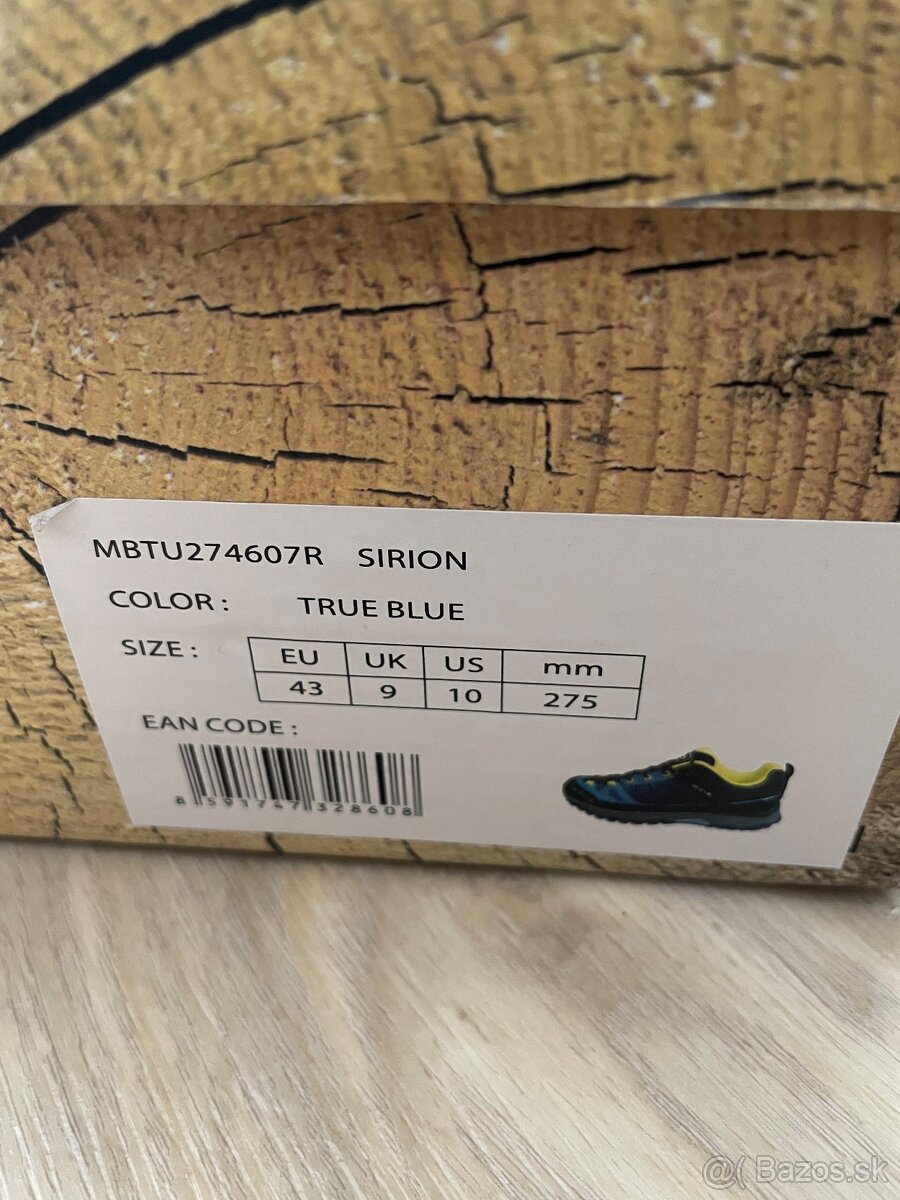 MBTU274607R SIRION
COLOR : TRUE BLUE
SIZE :
EU UK US mm
43 9 10 275
EAN CODE :
8 591747 328608
@( Bazos.sk